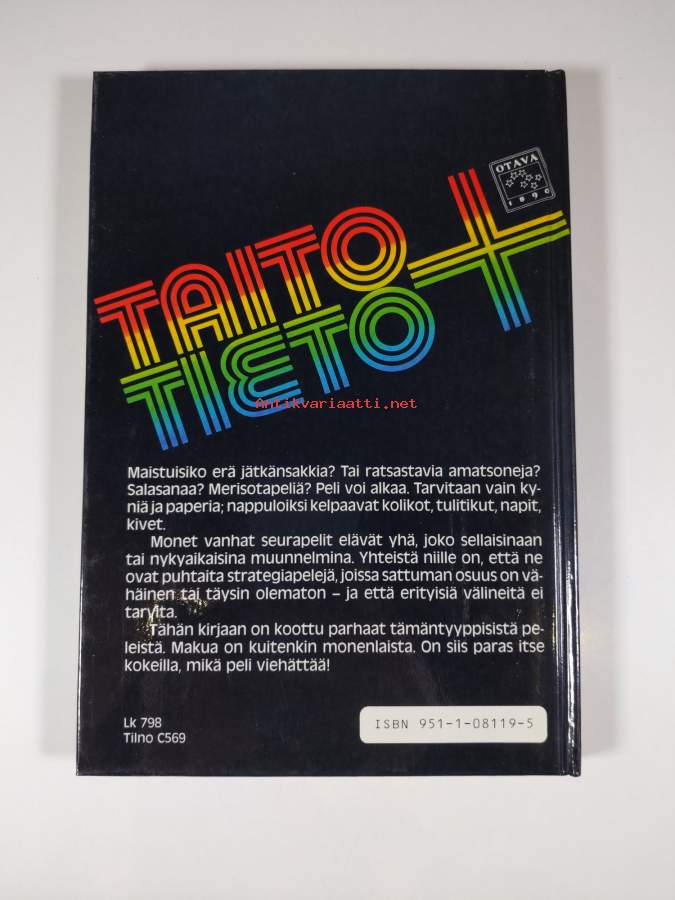 OTAVA
1890
TAITO
TIETO +
Antikvariaatti.net
Maistuisiko erä jätkänsakkia? Tai ratsastavia amatsoneja?
Salasanaa? Merisotapeliä? Peli voi alkaa. Tarvitaan vain ky-
niä ja paperia; nappuloiksi kelpaavat kolikot, tulitikut, napit,
kivet.
Monet vanhat seurapelit elävät yhä, joko sellaisinaan
tai nykyaikaisina muunnelmina. Yhteistä niille on, että ne
ovat puhtaita strategiapelejä, joissa sattuman osuus on vä-
häinen tai täysin olematon – ja että erityisiä välineitä ei
tarvita.
Tähän kirjaan on koottu parhaat tämäntyyppisistä pe-
leistä. Makua on kuitenkin monenlaista. On siis paras itse
kokeilla, mikä peli viehättää!
Lk 798
Tilno C569
ISBN 951-1-08119-5